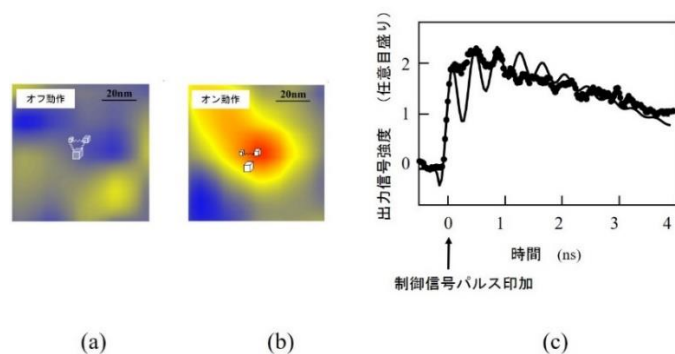 オフ動作
20nm
オン動作
20nm
出力信号強度 (任意目盛り)
2
1
0
0
1
2
3
4
時間 (ns)
制御信号パルス印加
(a)
(b)
(c)